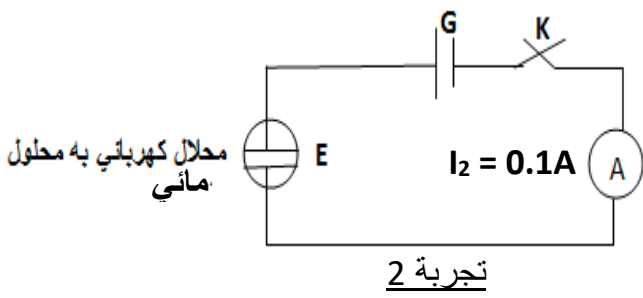 G
K
محلال كهربائي به محلول
مائي
E
I₂ = 0.1A
A
تجربة 2